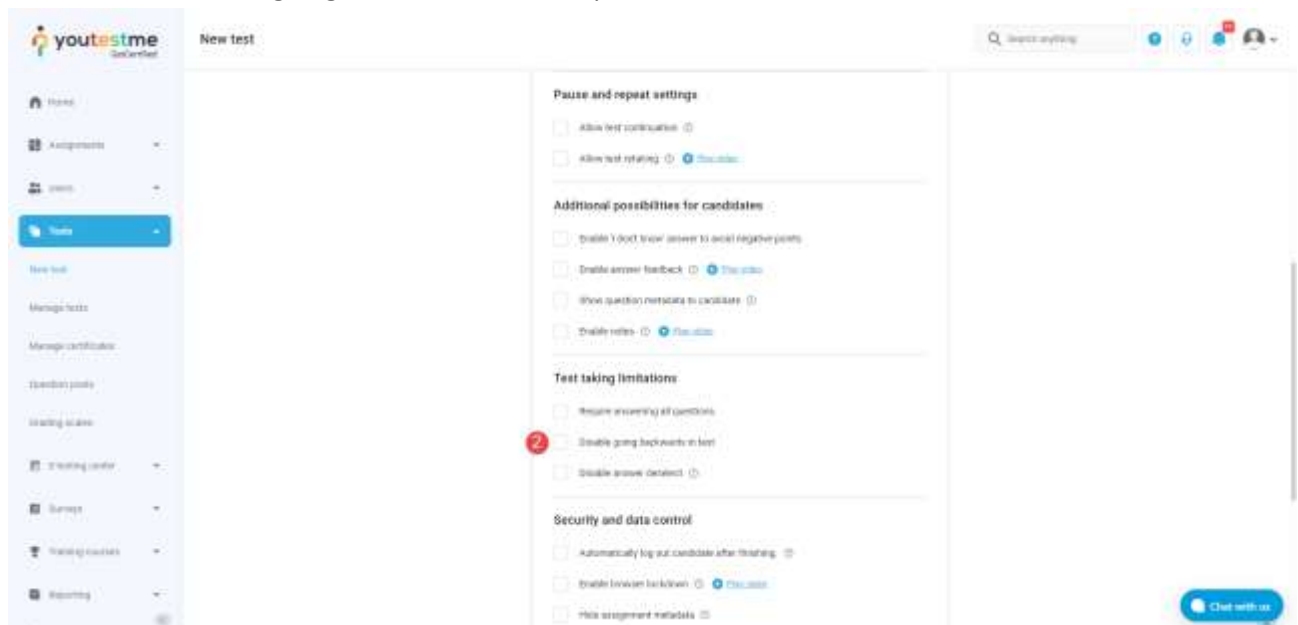 youtestme
GetCertified
New test
Search anything
Home
Assignments
Users
Tests
New test
Manage tests
Manage certificates
Question pools
Grading scales
E-testing center
Surveys
Training courses
Reporting
Pause and repeat settings
Allow test continuation
Allow test retaking Play video
Additional possibilities for candidates
Enable 'I don't know' answer to avoid negative points
Enable answer feedback Play video
Show question metadata to candidate
Enable notes Play video
Test taking limitations
Require answering all questions
2 Disable going backwards in test
Disable answer deselect
Security and data control
Automatically log out candidate after finishing
Enable browser lockdown Play video
Hide assignment metadata
Chat with us